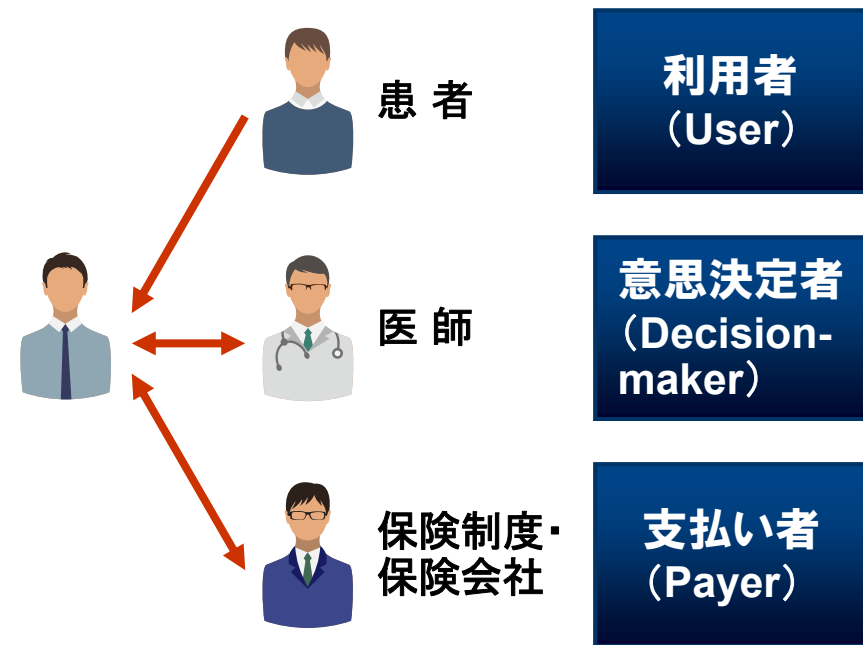 患 者
利用者
（User）
医 師
意思決定者
（Decision-
maker）
保険制度・
保険会社
支払い者
（Payer）